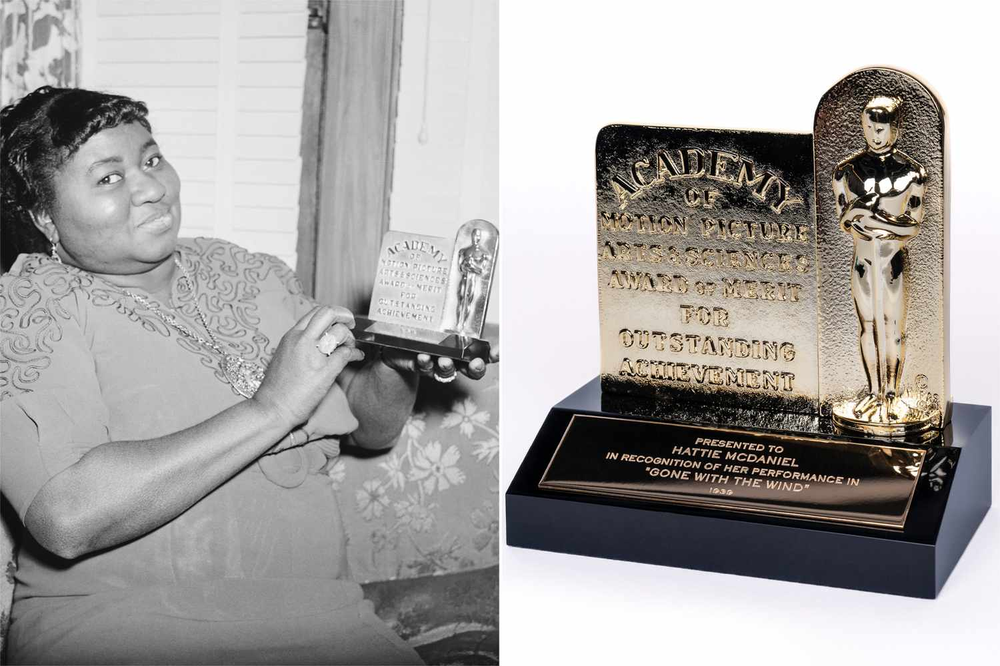 ACADEMY
OF
MOTION PICTURE
ARTS & SCIENCES
AWARD OF MERIT
FOR
OUTSTANDING
ACHIEVEMENT
ACADEMY
OF
MOTION PICTURE
ARTS & SCIENCES
AWARD OF MERIT
FOR
OUTSTANDING
ACHIEVEMENT
©
PRESENTED TO
HATTIE MCDANIEL
IN RECOGNITION OF HER PERFORMANCE IN
"GONE WITH THE WIND"
1939